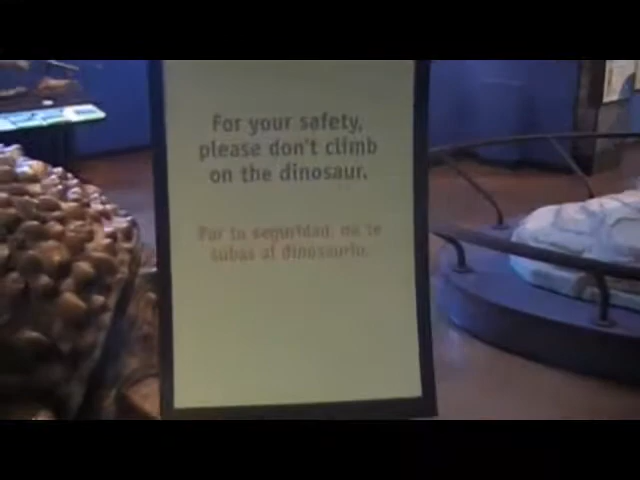 For your safety,
please don't climb
on the dinosaur.
Por tu seguridad, no te
subas al dinosaurio.